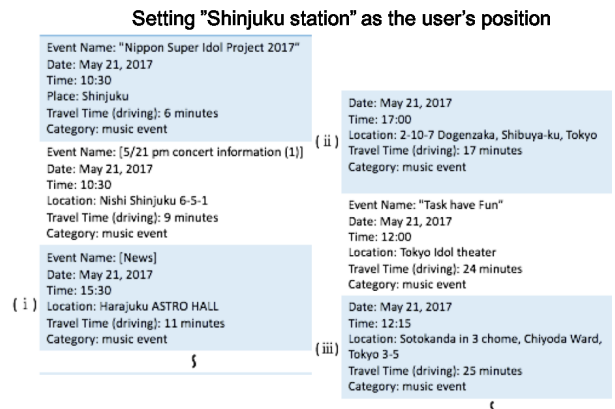 Setting ”Shinjuku station” as the user’s position
Event Name: "Nippon Super Idol Project 2017"
Date: May 21, 2017
Time: 10:30
Place: Shinjuku
Travel Time (driving): 6 minutes
Category: music event
Event Name: [5/21 pm concert information (1)]
Date: May 21, 2017
Time: 10:30
Location: Nishi Shinjuku 6-5-1
Travel Time (driving): 9 minutes
Category: music event
( i )
Event Name: [News]
Date: May 21, 2017
Time: 15:30
Location: Harajuku ASTRO HALL
Travel Time (driving): 11 minutes
Category: music event
( ii )
Date: May 21, 2017
Time: 17:00
Location: 2-10-7 Dogenzaka, Shibuya-ku, Tokyo
Travel Time (driving): 17 minutes
Category: music event
Event Name: "Task have Fun"
Date: May 21, 2017
Time: 12:00
Location: Tokyo Idol theater
Travel Time (driving): 24 minutes
Category: music event
( iii )
Date: May 21, 2017
Time: 12:15
Location: Sotokanda in 3 chome, Chiyoda Ward,
Tokyo 3-5
Travel Time (driving): 25 minutes
Category: music event